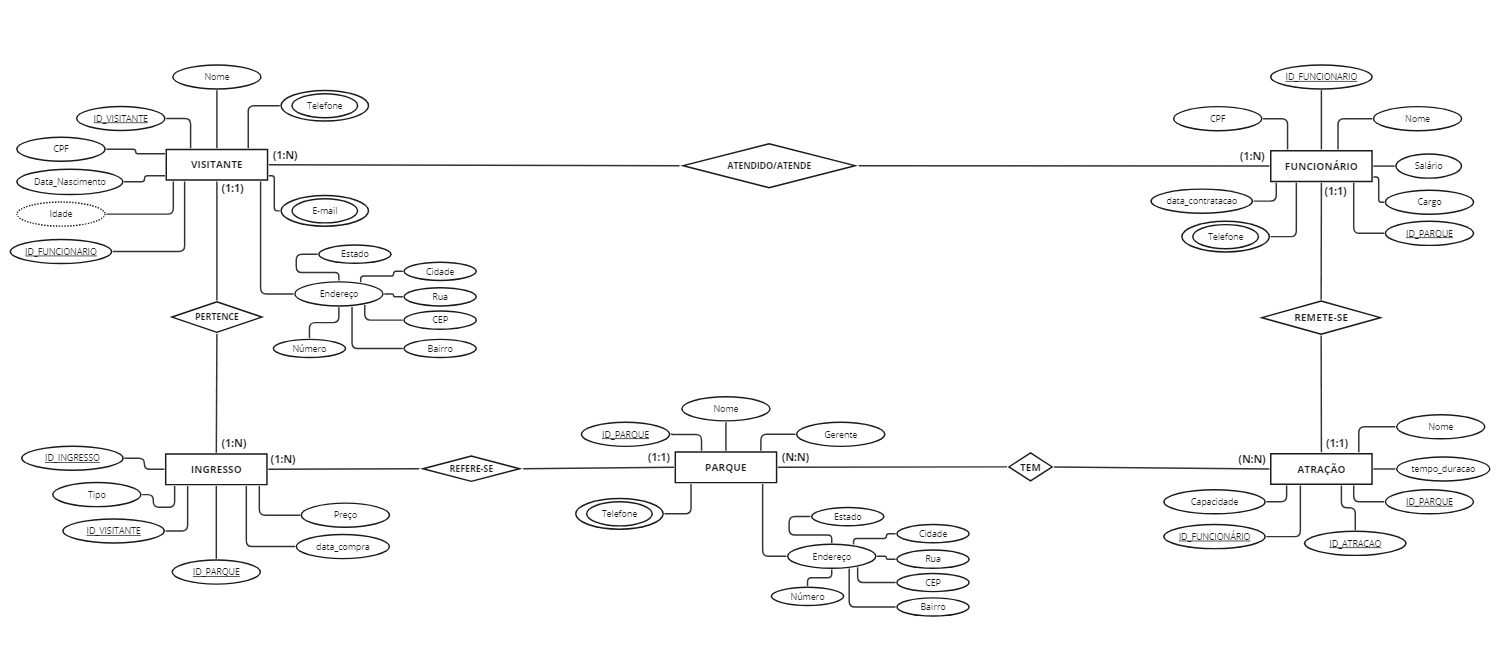 Nome
ID_FUNCIONARIO
Telefone
ID_VISITANTE
CPF
Nome
CPF
VISITANTE
(1:N)
ATENDIDO/ATENDE
(1:N)
FUNCIONÁRIO
Salário
Data_Nascimento
(1:1)
(1:1)
data_contratacao
Cargo
Idade
E-mail
Telefone
ID_PARQUE
ID_FUNCIONARIO
Estado
Cidade
Endereço
Rua
CEP
Número
Bairro
PERTENCE
REMETE-SE
Nome
ID_PARQUE
Gerente
Nome
(1:N)
(1:1)
ID_INGRESSO
INGRESSO
(1:N)
REFERE-SE
(1:1)
PARQUE
(N:N)
TEM
(N:N)
ATRAÇÃO
tempo_duracao
Tipo
Preço
Telefone
Estado
Capacidade
ID_PARQUE
ID_VISITANTE
data_compra
Cidade
ID_FUNCIONÁRIO
ID_ATRACAO
Endereço
Rua
ID_PARQUE
CEP
Número
Bairro